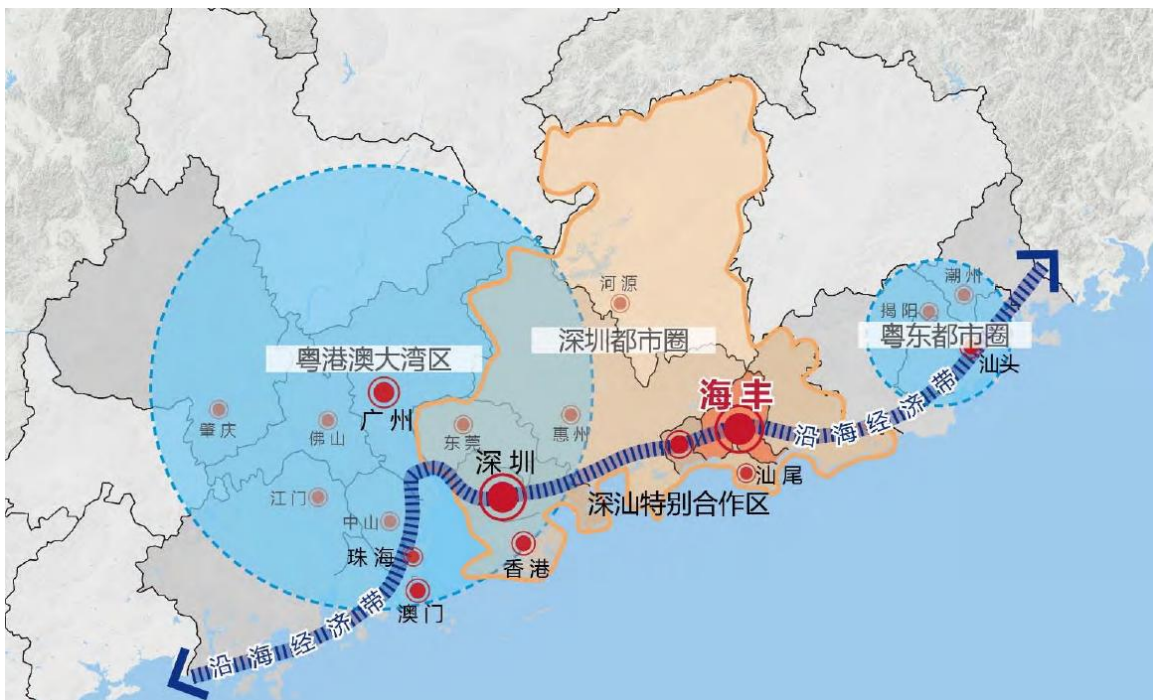 河源
潮州
揭阳
粤东都市圈
深圳都市圈
粤港澳大湾区
汕头
海丰
广州
肇庆
佛山
东莞
惠州
沿海经济带
深圳
汕尾
江门
深汕特别合作区
中山
珠海
香港
澳门
沿海经济带